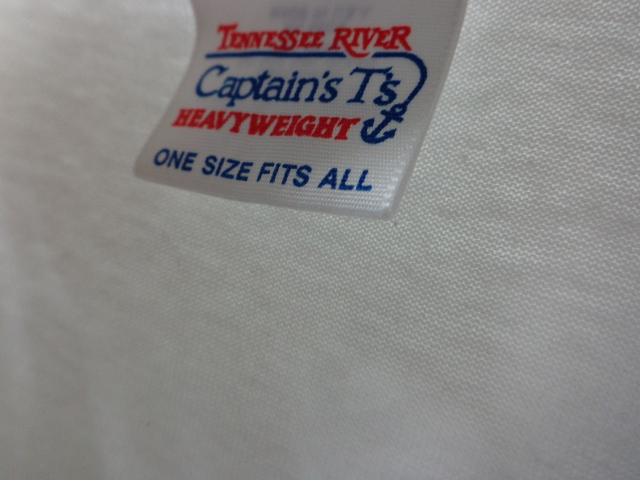 TENNESSEE RIVER
Captain's T's
HEAVYWEIGHT
ONE SIZE FITS ALL